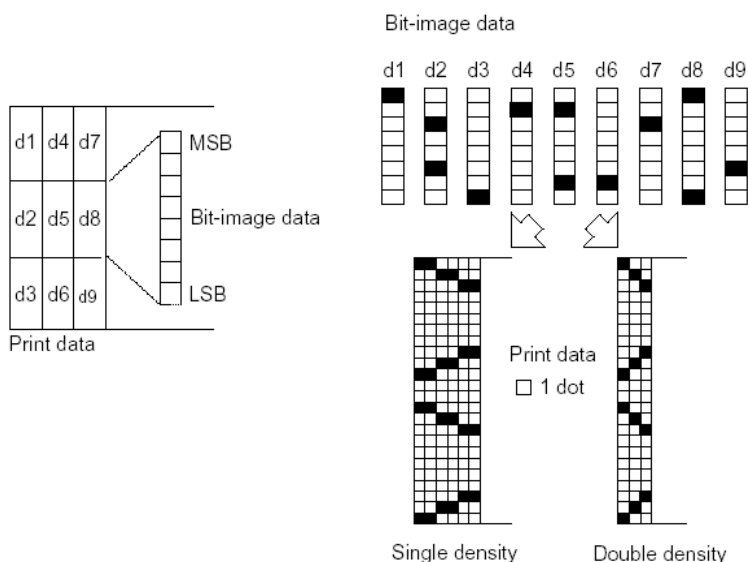 Bit-image data
d1 d2 d3 d4 d5 d6 d7 d8 d9
d1 d4 d7
d2 d5 d8
d3 d6 d9
MSB
Bit-image data
LSB
Print data
Print data
1 dot
Single density
Double density